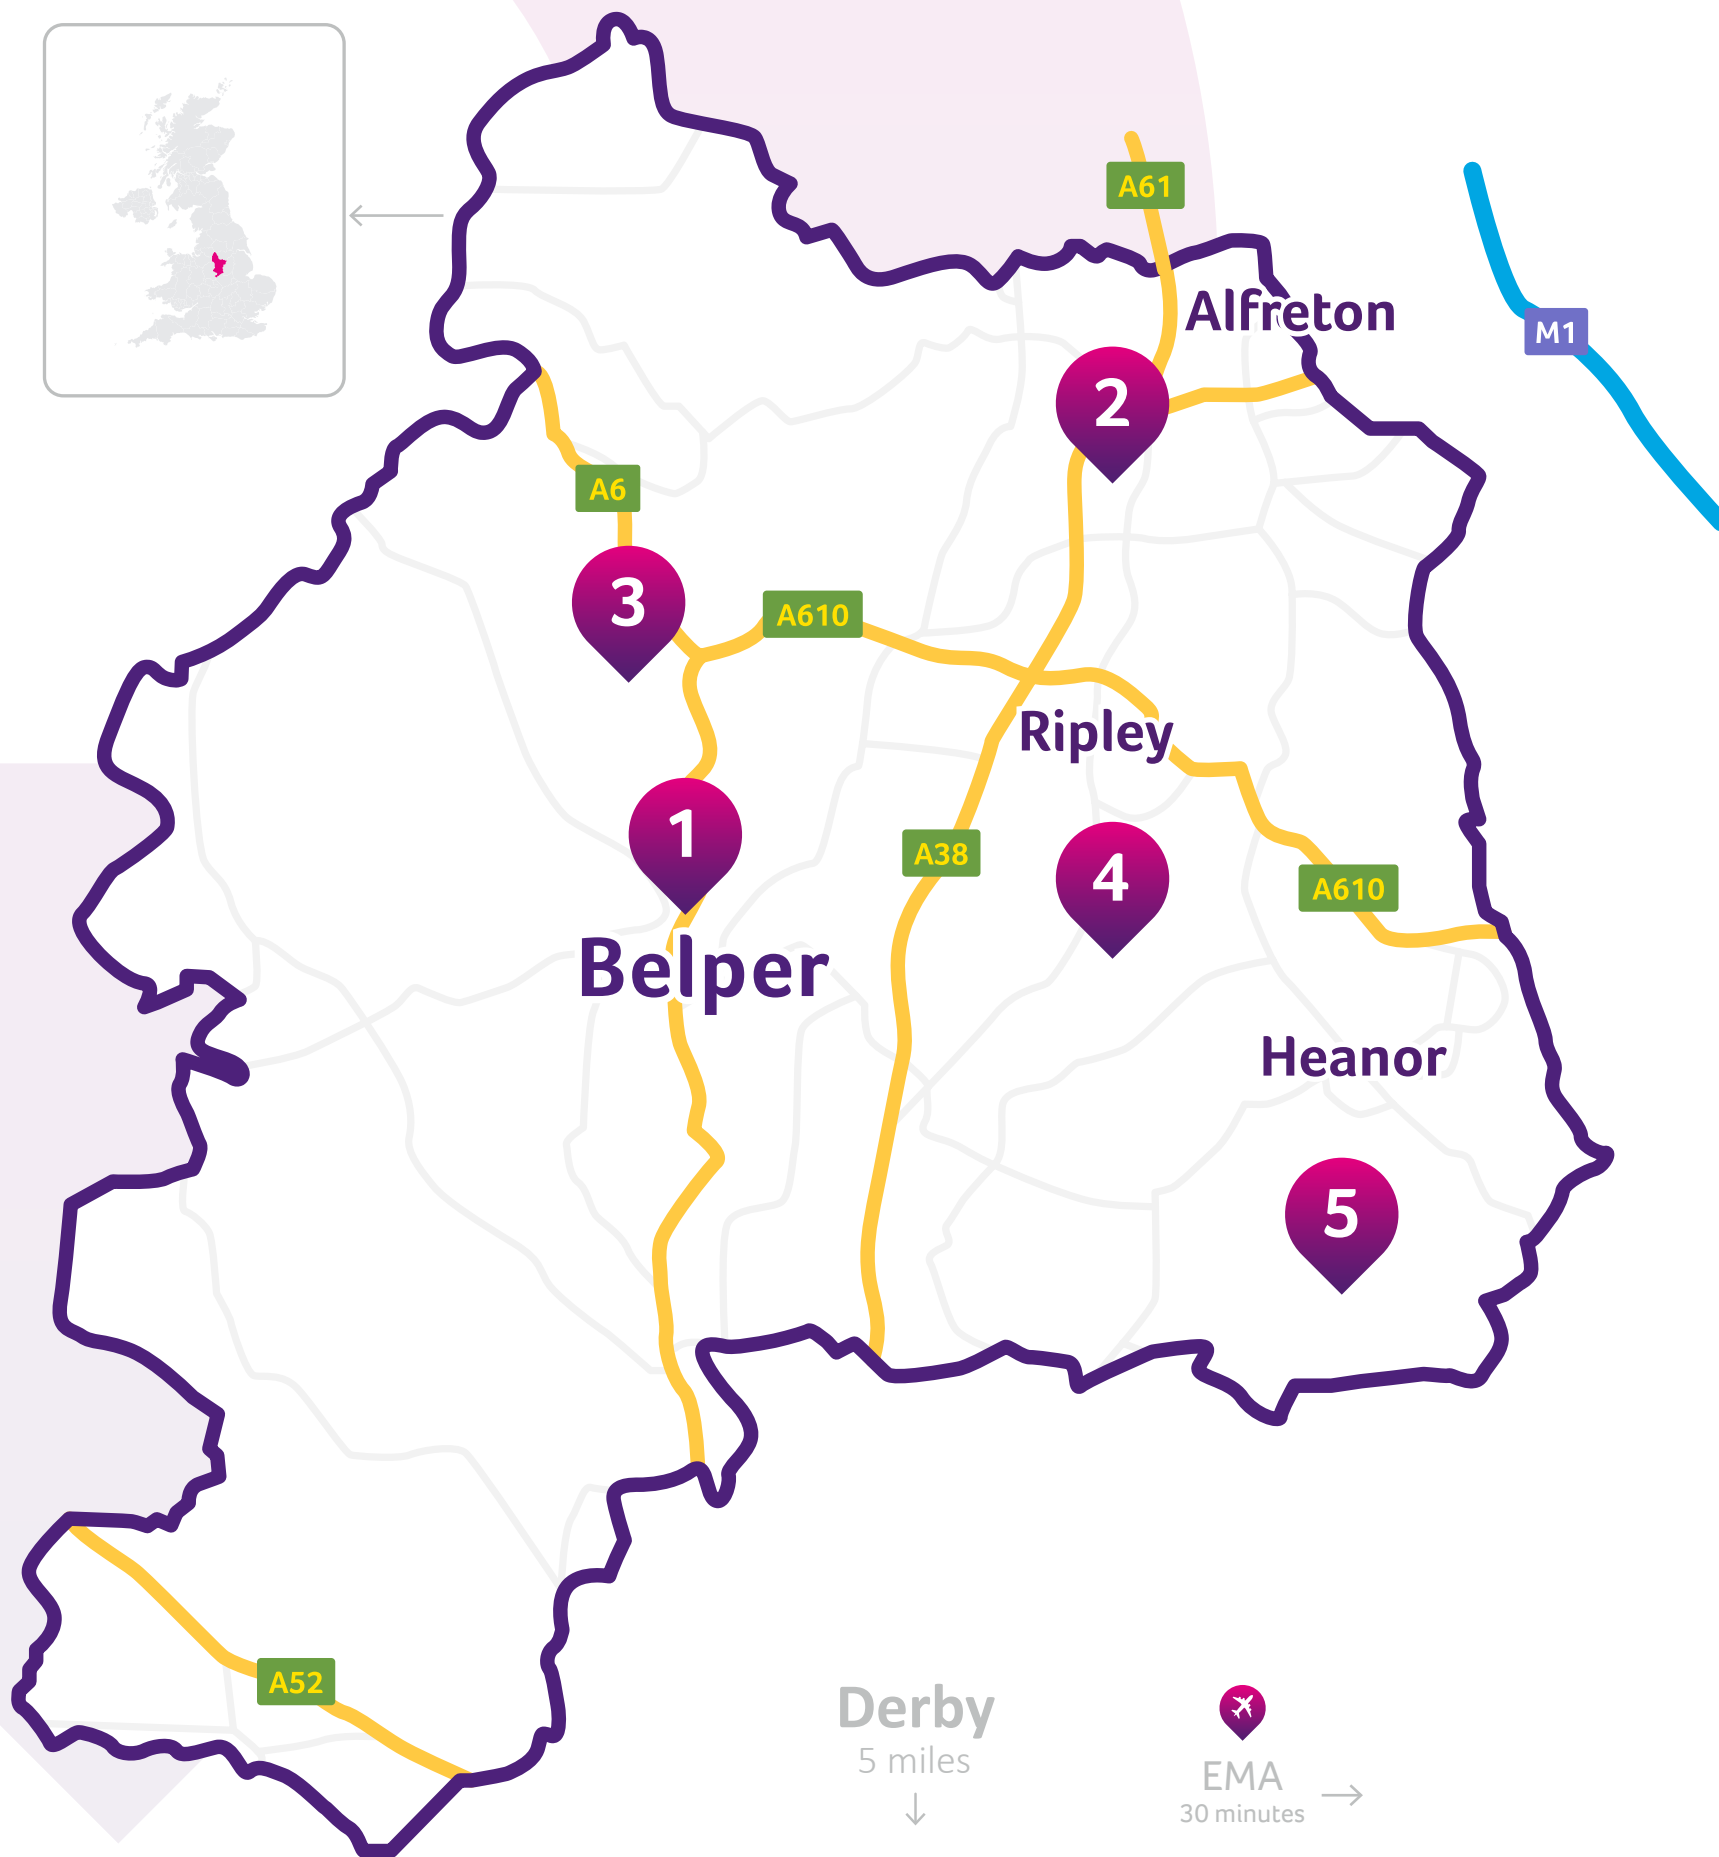 A61
Alfreton
M1
2
A6
3
A610
Ripley
1
A38
4
A610
Belper
Heanor
5
A52
Derby
5 miles
EMA
30 minutes